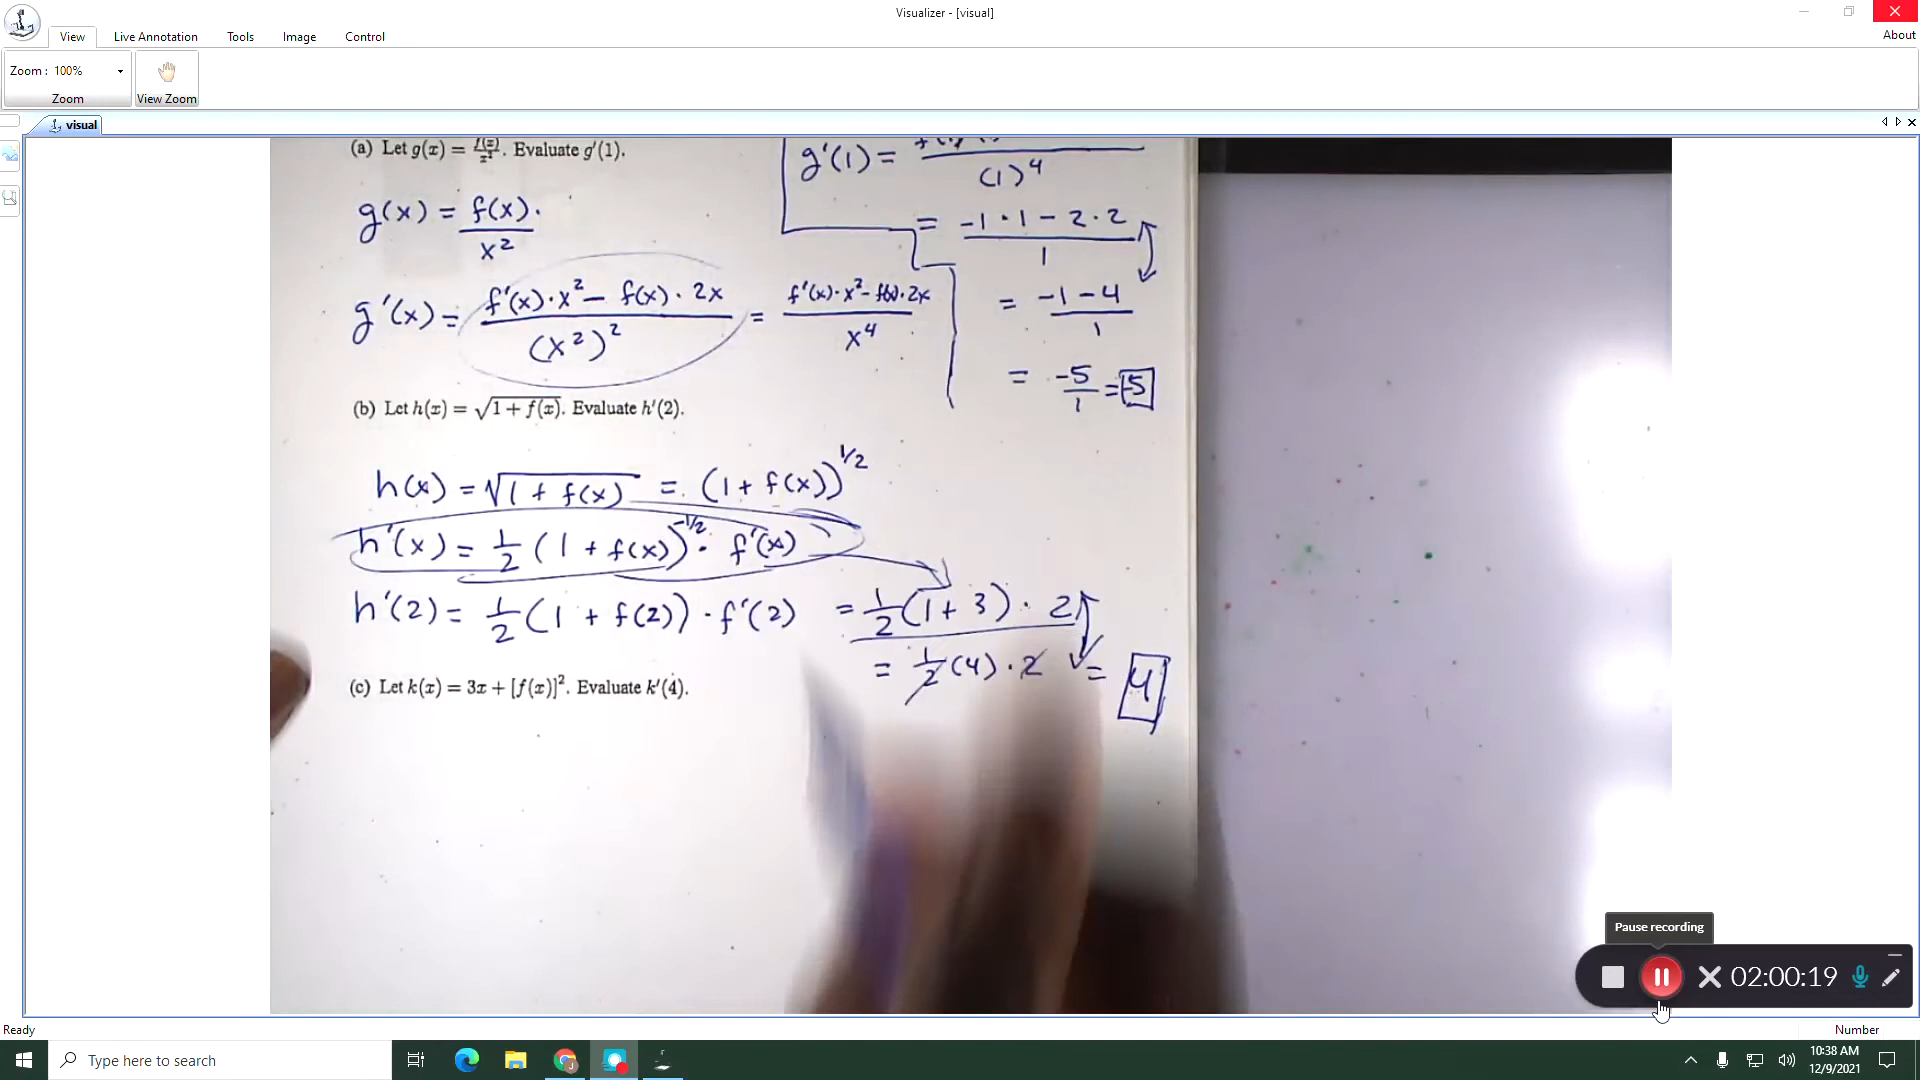 Visualizer - [visual]
View Live Annotation Tools Image Control
About
Zoom : 100%
Zoom
View Zoom
visual
(a) Let g(x) = f(x)/x². Evaluate g′(1).
g(x) = f(x)/x²
g'(x) = (f'(x)·x² − f(x)·2x)/(x²)² = (f'(x)·x² − f(x)·2x)/x⁴
g'(1) = /(1)⁴
= (-1·1 − 2·2)/1
= (-1-4)/1
= -5/1 = -5
(b) Let h(x) = √(1 + f(x)). Evaluate h′(2).
h(x) = √(1 + f(x)) = (1 + f(x))^1/2
h'(x) = 1/2 (1 + f(x))^-1/2 · f'(x)
h'(2) = 1/2 (1 + f(2)) · f'(2) = 1/2 (1 + 3) · 2
= 1/2 (4) · 2 = 4
(c) Let k(x) = 3x + [f(x)]². Evaluate k′(4).
Pause recording
02:00:19
Ready
Number
Type here to search
10:38 AM
12/9/2021